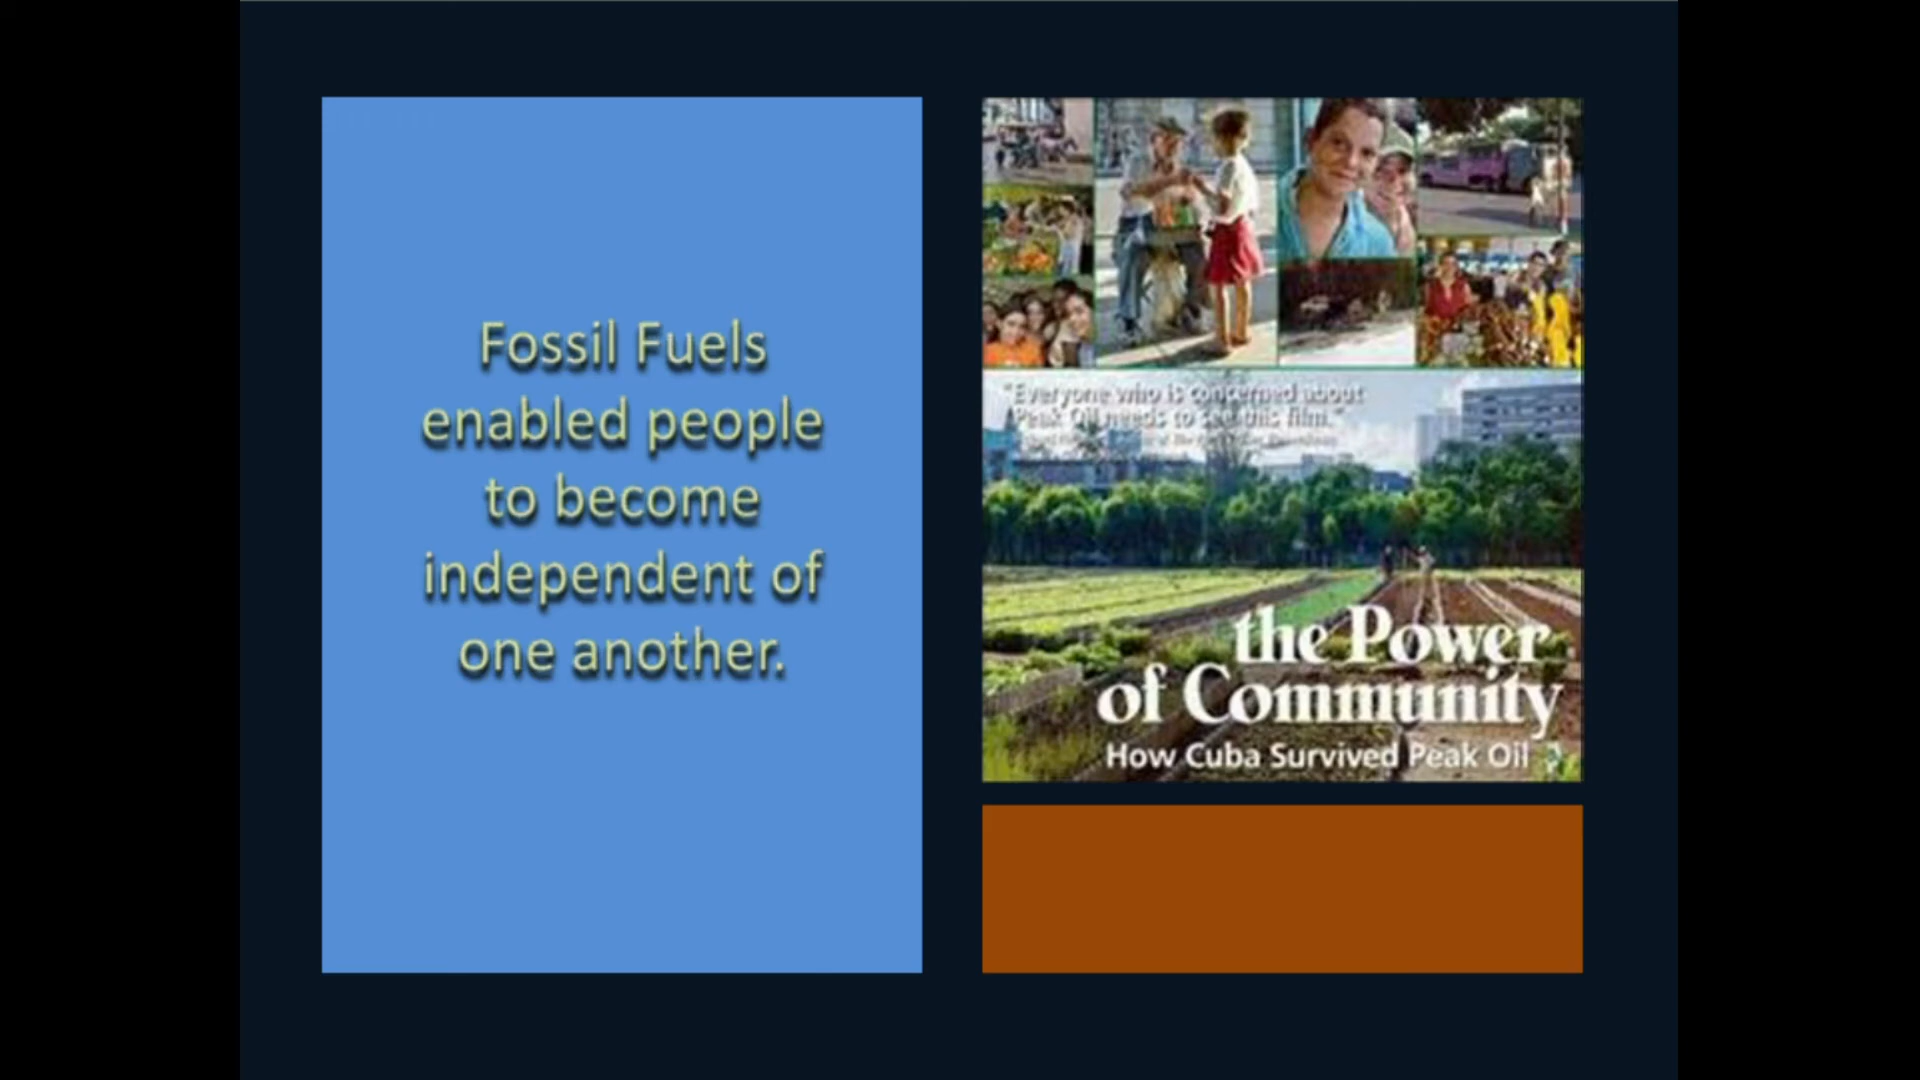 Fossil Fuels
enabled people
to become
independent of
one another.
"Everyone who is concerned about
Peak Oil needs to see this film."
the Power
of Community
How Cuba Survived Peak Oil